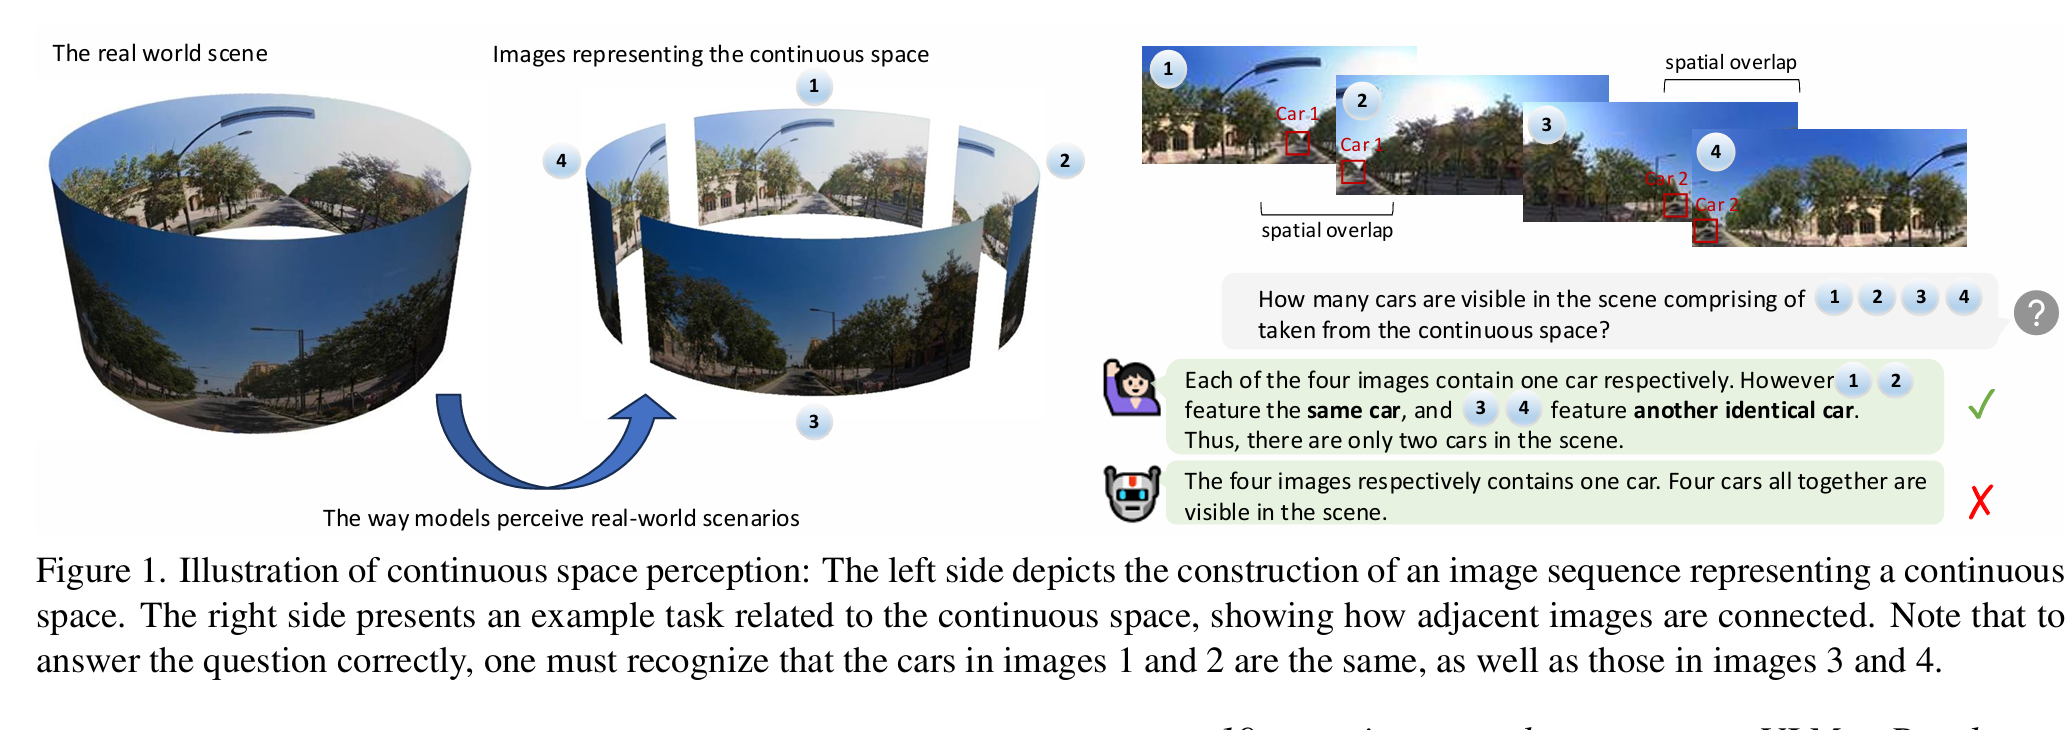 The real world scene
Images representing the continuous space
1
4
2
3
The way models perceive real-world scenarios
1
2
3
4
Car 1
Car 1
Car 2
Car 2
spatial overlap
spatial overlap
How many cars are visible in the scene comprising of 1 2 3 4
taken from the continuous space?
?
Each of the four images contain one car respectively. However 1 2
feature the same car, and 3 4 feature another identical car.
Thus, there are only two cars in the scene.
The four images respectively contains one car. Four cars all together are
visible in the scene.
Figure 1. Illustration of continuous space perception: The left side depicts the construction of an image sequence representing a continuous
space. The right side presents an example task related to the continuous space, showing how adjacent images are connected. Note that to
answer the question correctly, one must recognize that the cars in images 1 and 2 are the same, as well as those in images 3 and 4.